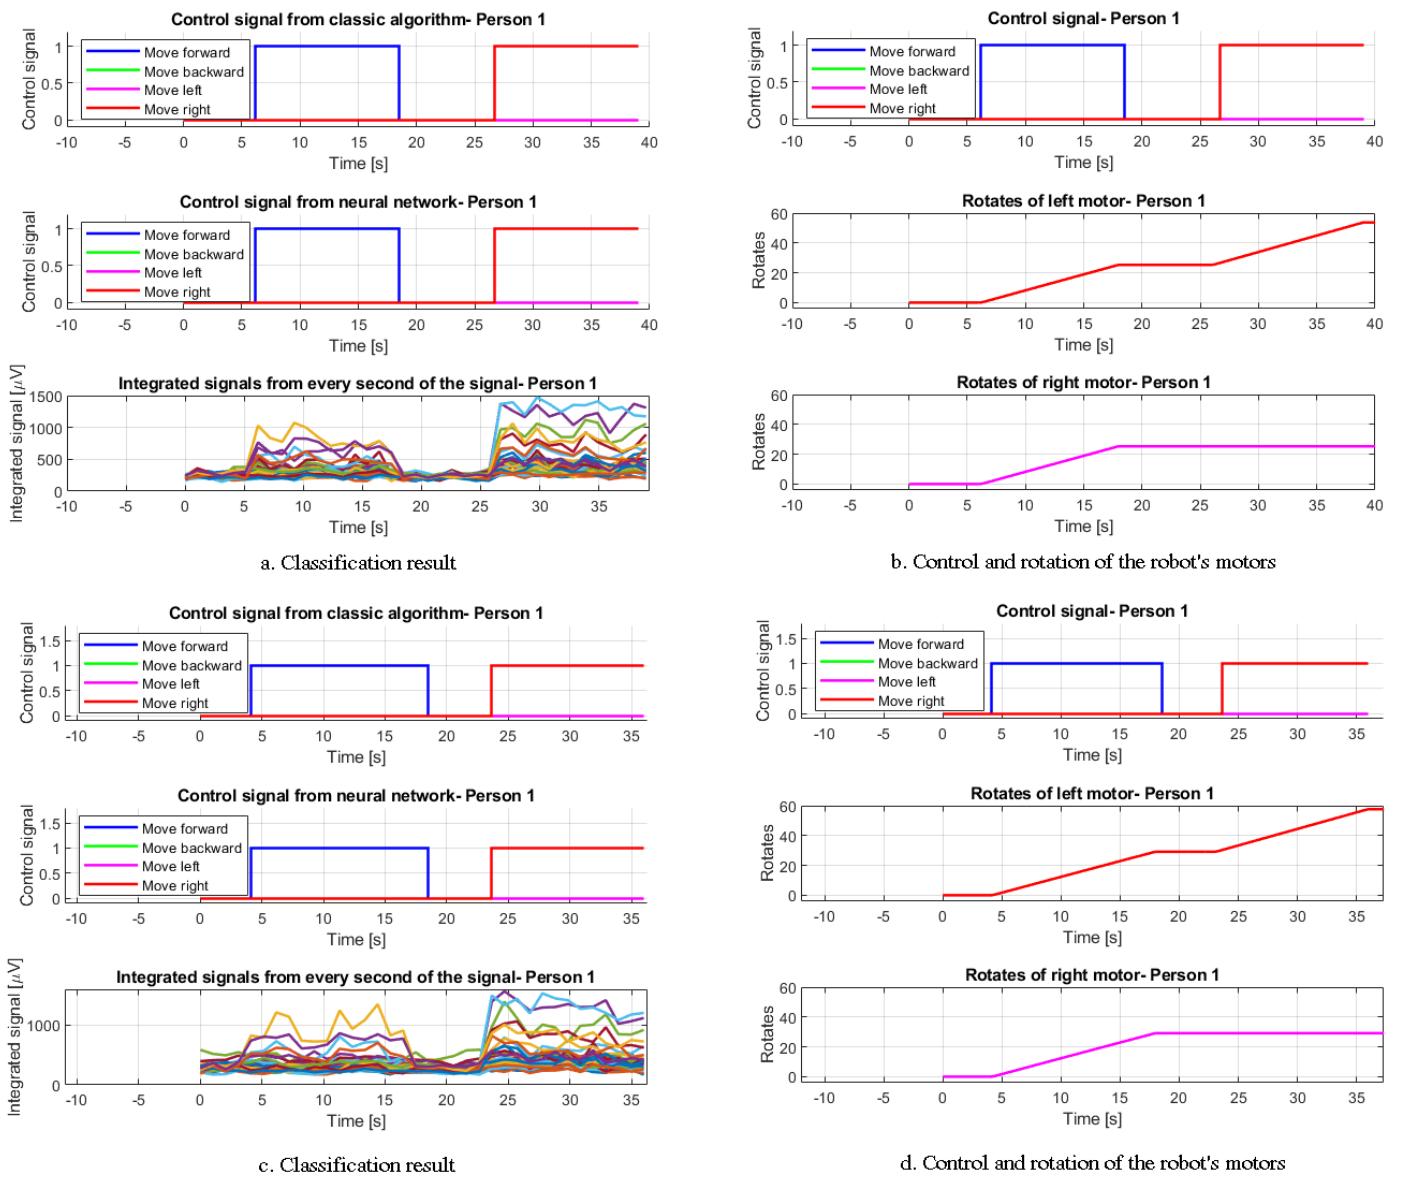 Control signal from classic algorithm- Person 1
Control signal
1
0.5
0
Move forward
Move backward
Move left
Move right
-10 -5 0 5 10 15 20 25 30 35 40
Time [s]
Control signal from neural network- Person 1
Control signal
1
0.5
0
Move forward
Move backward
Move left
Move right
-10 -5 0 5 10 15 20 25 30 35 40
Time [s]
Integrated signals from every second of the signal- Person 1
Integrated signal [μV]
1500
1000
500
0
-10 -5 0 5 10 15 20 25 30 35
Time [s]
a. Classification result
Control signal- Person 1
Control signal
1
0.5
0
Move forward
Move backward
Move left
Move right
-10 -5 0 5 10 15 20 25 30 35 40
Time [s]
Rotates of left motor- Person 1
Rotates
60
40
20
0
-10 -5 0 5 10 15 20 25 30 35 40
Time [s]
Rotates of right motor- Person 1
Rotates
60
40
20
0
-10 -5 0 5 10 15 20 25 30 35 40
Time [s]
b. Control and rotation of the robot's motors
Control signal from classic algorithm- Person 1
Control signal
1.5
1
0.5
0
Move forward
Move backward
Move left
Move right
-10 -5 0 5 10 15 20 25 30 35
Time [s]
Control signal from neural network- Person 1
Control signal
1.5
1
0.5
0
Move forward
Move backward
Move left
Move right
-10 -5 0 5 10 15 20 25 30 35
Time [s]
Integrated signals from every second of the signal- Person 1
Integrated signal [μV]
1000
0
-10 -5 0 5 10 15 20 25 30 35
Time [s]
c. Classification result
Control signal- Person 1
Control signal
1.5
1
0.5
0
Move forward
Move backward
Move left
Move right
-10 -5 0 5 10 15 20 25 30 35
Time [s]
Rotates of left motor- Person 1
Rotates
60
40
20
0
-10 -5 0 5 10 15 20 25 30 35
Time [s]
Rotates of right motor- Person 1
Rotates
60
40
20
0
-10 -5 0 5 10 15 20 25 30 35
Time [s]
d. Control and rotation of the robot's motors